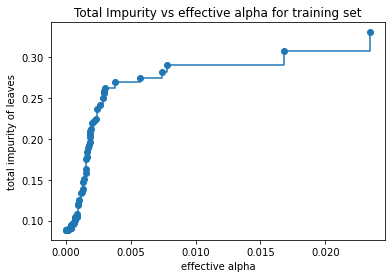 Total Impurity vs effective alpha for training set
total impurity of leaves
0.30
0.25
0.20
0.15
0.10
0.000 0.005 0.010 0.015 0.020
effective alpha